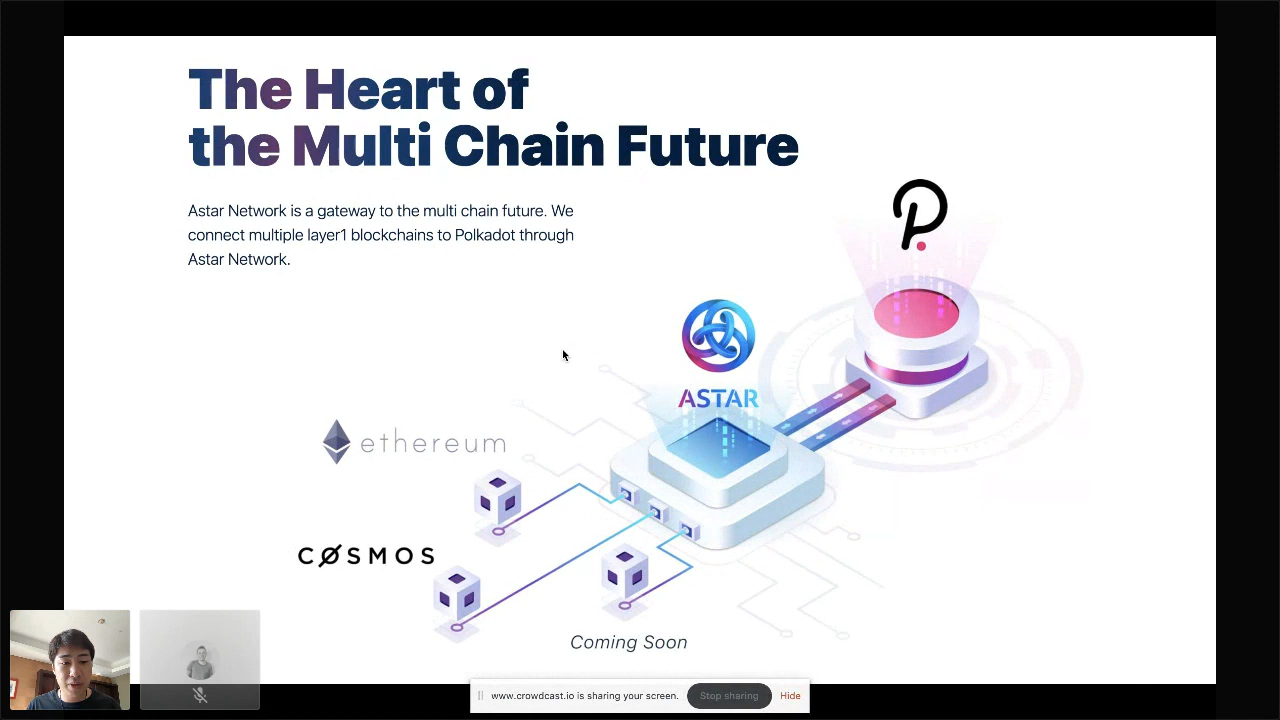 The Heart of
the Multi Chain Future
Astar Network is a gateway to the multi chain future. We
connect multiple layer1 blockchains to Polkadot through
Astar Network.
ASTAR
ethereum
COSMOS
Coming Soon
www.crowdcast.io is sharing your screen.
Stop sharing
Hide